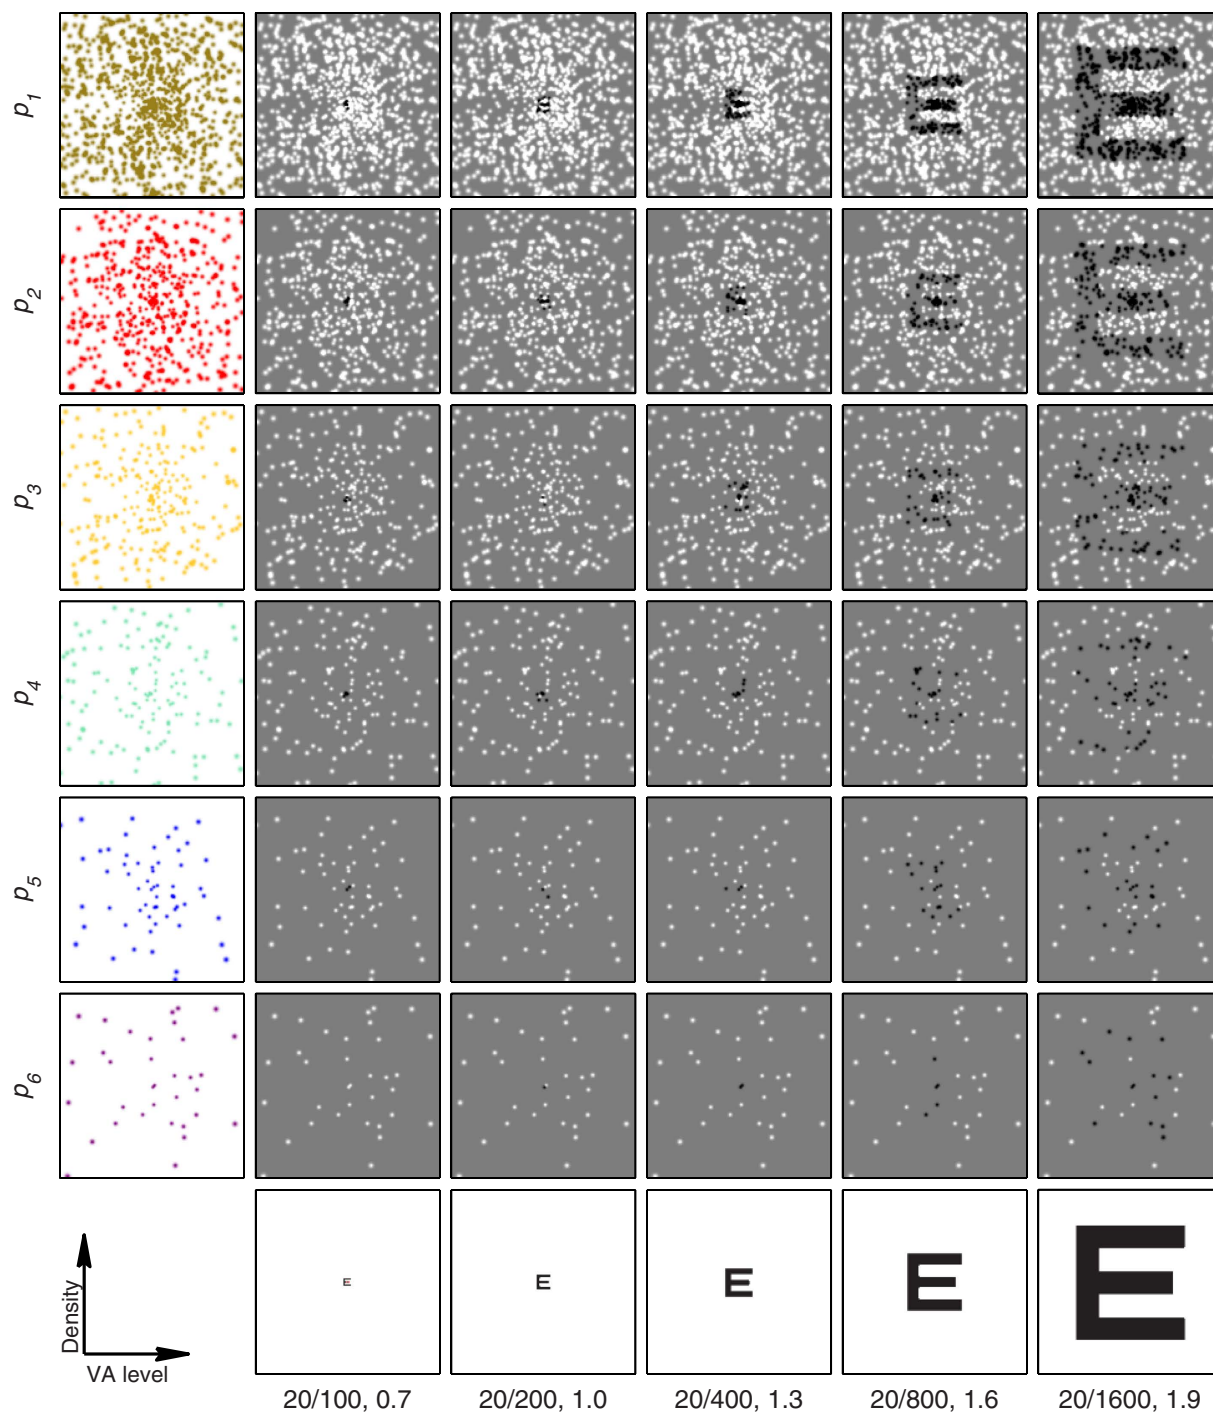 p1
p2
p3
p4
p5
p6
E E E E E
Density
VA level
20/100, 0.7 20/200, 1.0 20/400, 1.3 20/800, 1.6 20/1600, 1.9